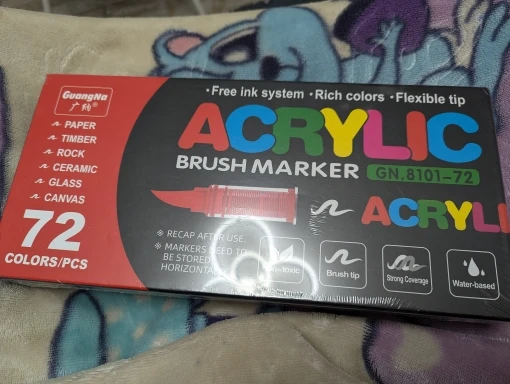 GuangNa
广纳®
PAPER
TIMBER
ROCK
CERAMIC
GLASS
CANVAS
72
COLORS/PCS
·Free ink system ·Rich colors ·Flexible tip
ACRYLIC
BRUSH MARKER GN.8101-72
ACRYLI
※ RECAP AFTER USE.
※ MARKERS NEED TO
BE STORED
HORIZONTAL
Brush tip
Strong Coverage
Water-based